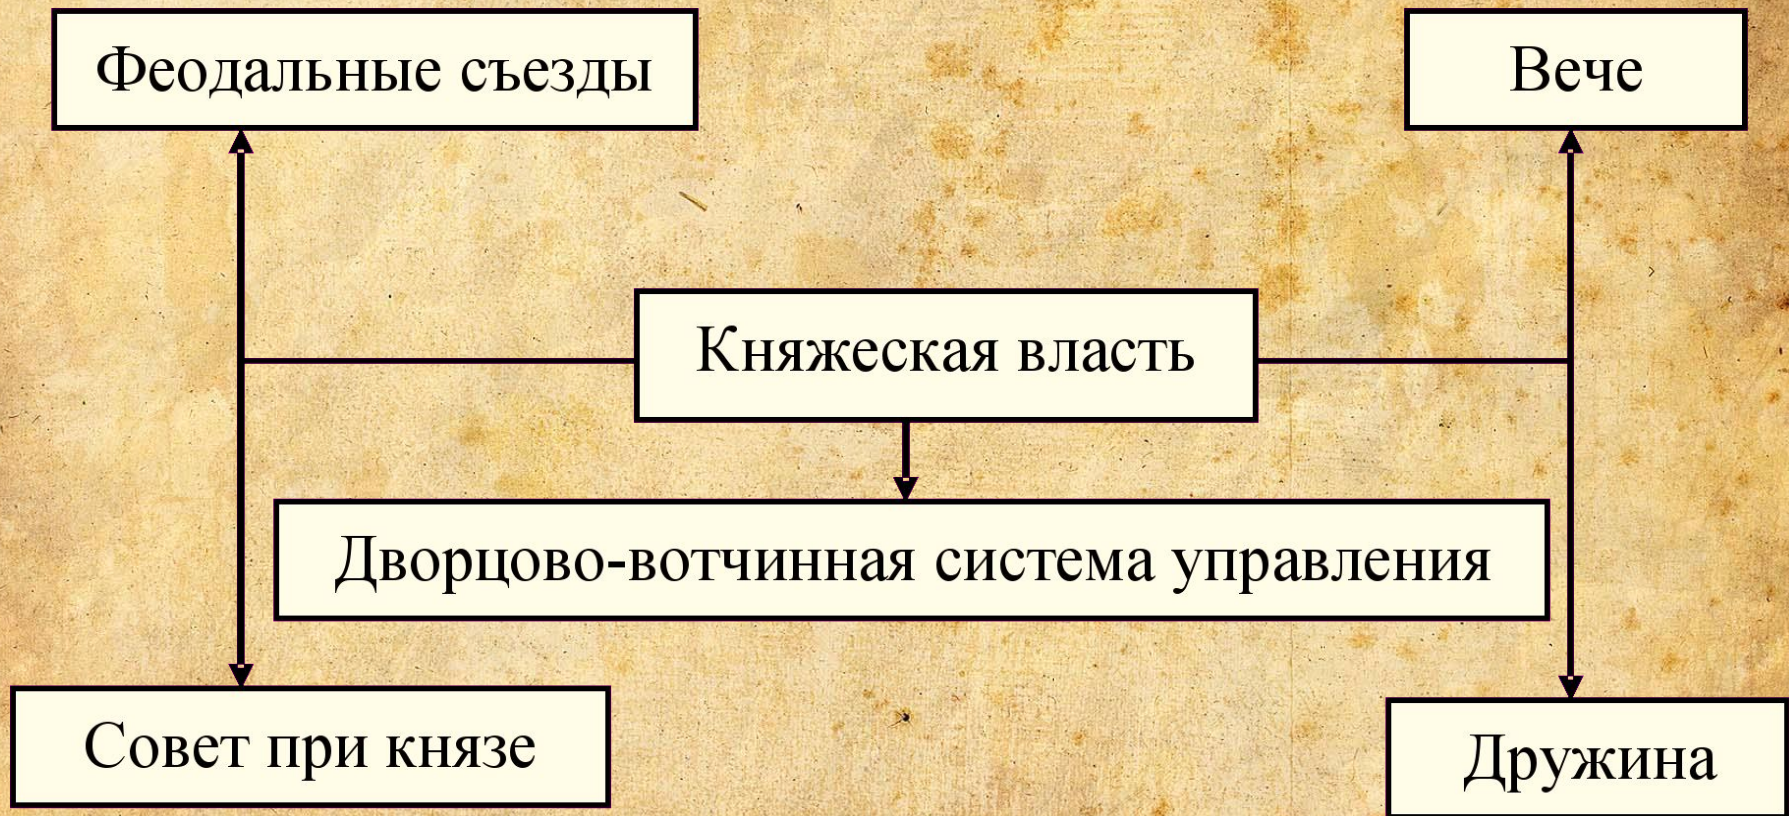 Феодальные съезды
Вече
Княжеская власть
Дворцово-вотчинная система управления
Совет при князе
Дружина